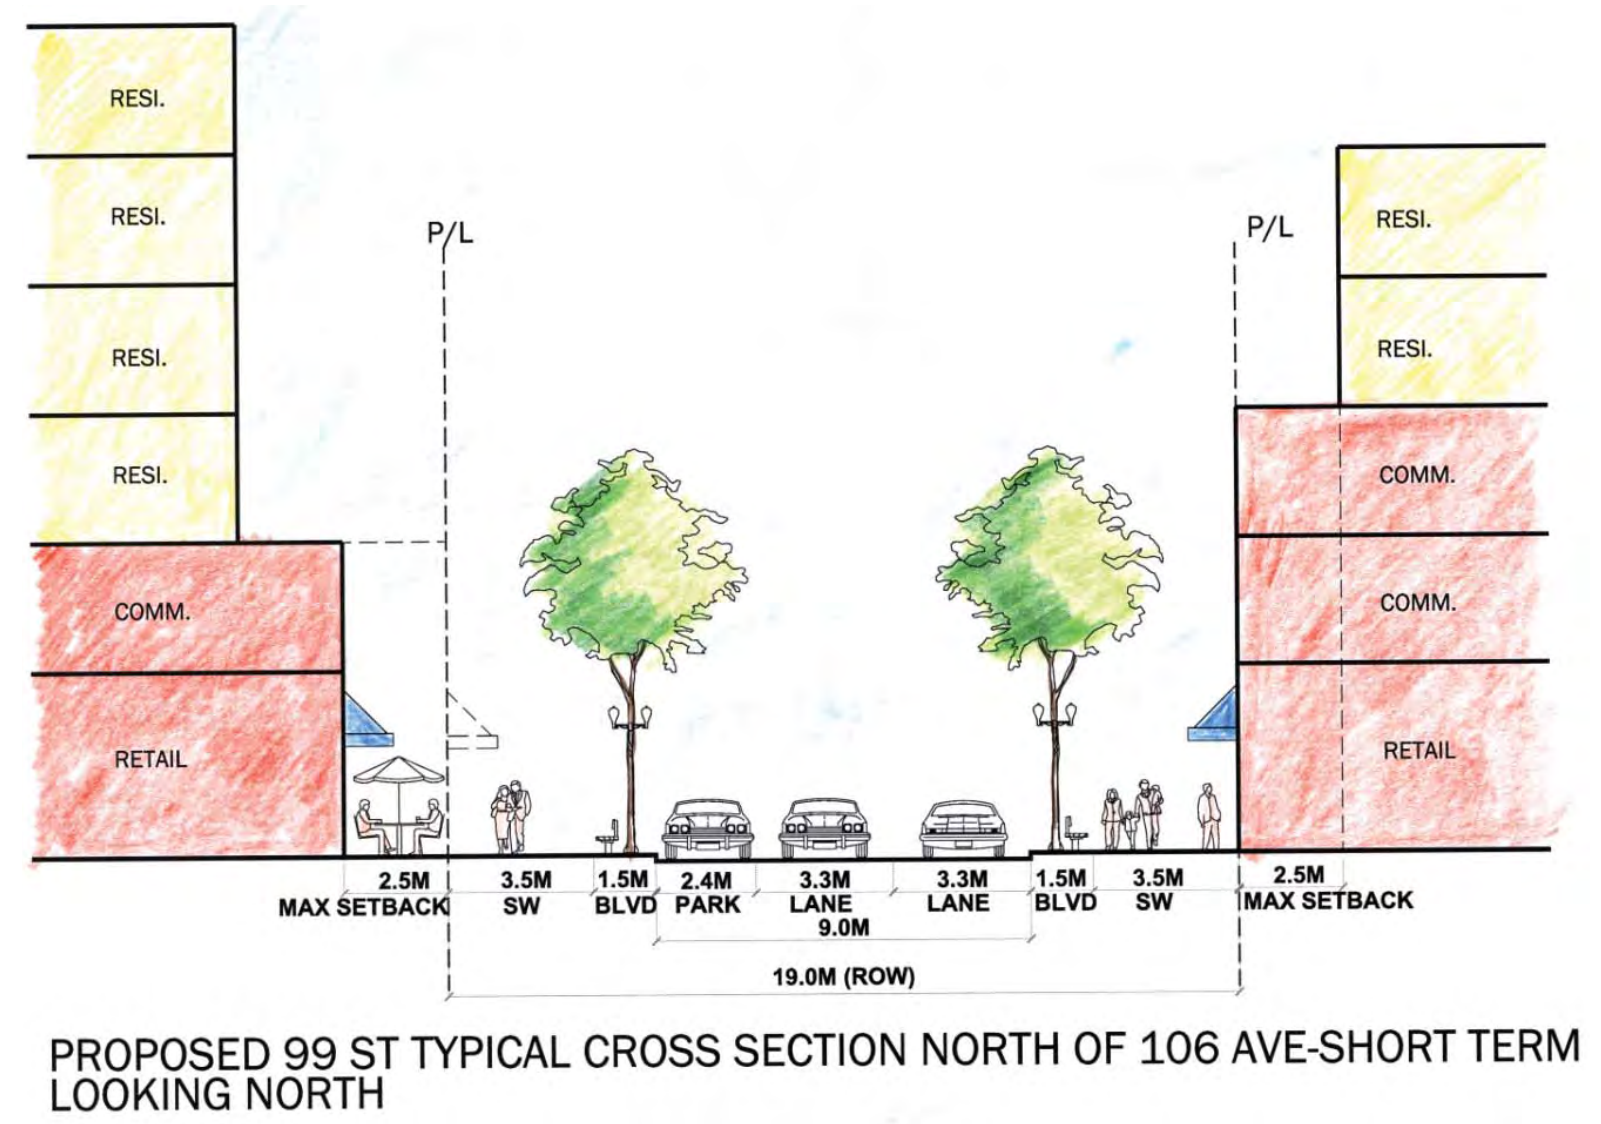 RESI.
RESI.
RESI.
RESI.
COMM.
RETAIL
P/L
P/L
RESI.
RESI.
COMM.
COMM.
RETAIL
2.5M 3.5M 1.5M 2.4M 3.3M 3.3M 1.5M 3.5M 2.5M
MAX SETBACK SW BLVD PARK LANE LANE BLVD SW MAX SETBACK
9.0M
19.0M (ROW)
PROPOSED 99 ST TYPICAL CROSS SECTION NORTH OF 106 AVE-SHORT TERM
LOOKING NORTH